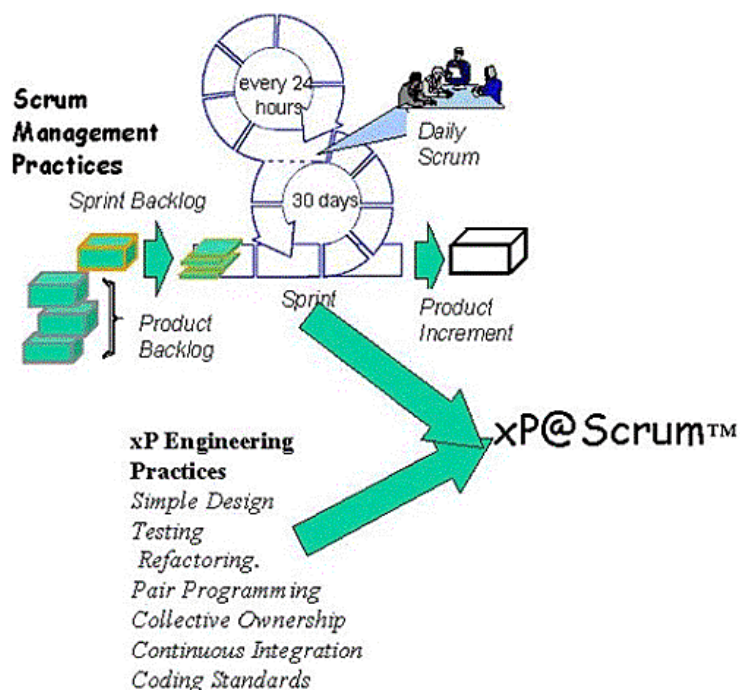 every 24
hours
Scrum
Management
Practices
Daily
Scrum
Sprint Backlog
30 days
Sprint
Product
Backlog
Product
Increment
xP@Scrum™
xP Engineering
Practices
Simple Design
Testing
Refactoring.
Pair Programming
Collective Ownership
Continuous Integration
Coding Standards